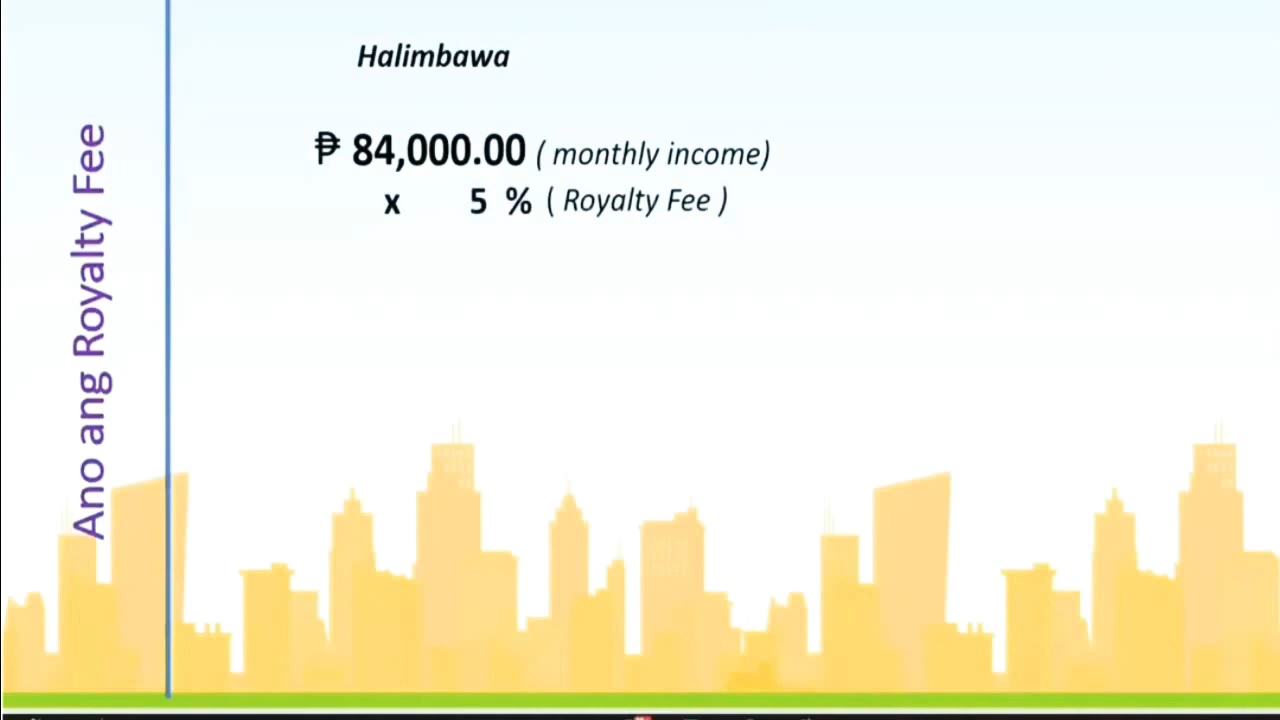 Ano ang Royalty Fee
Halimbawa
₱ 84,000.00 ( monthly income)
x 5 % ( Royalty Fee )